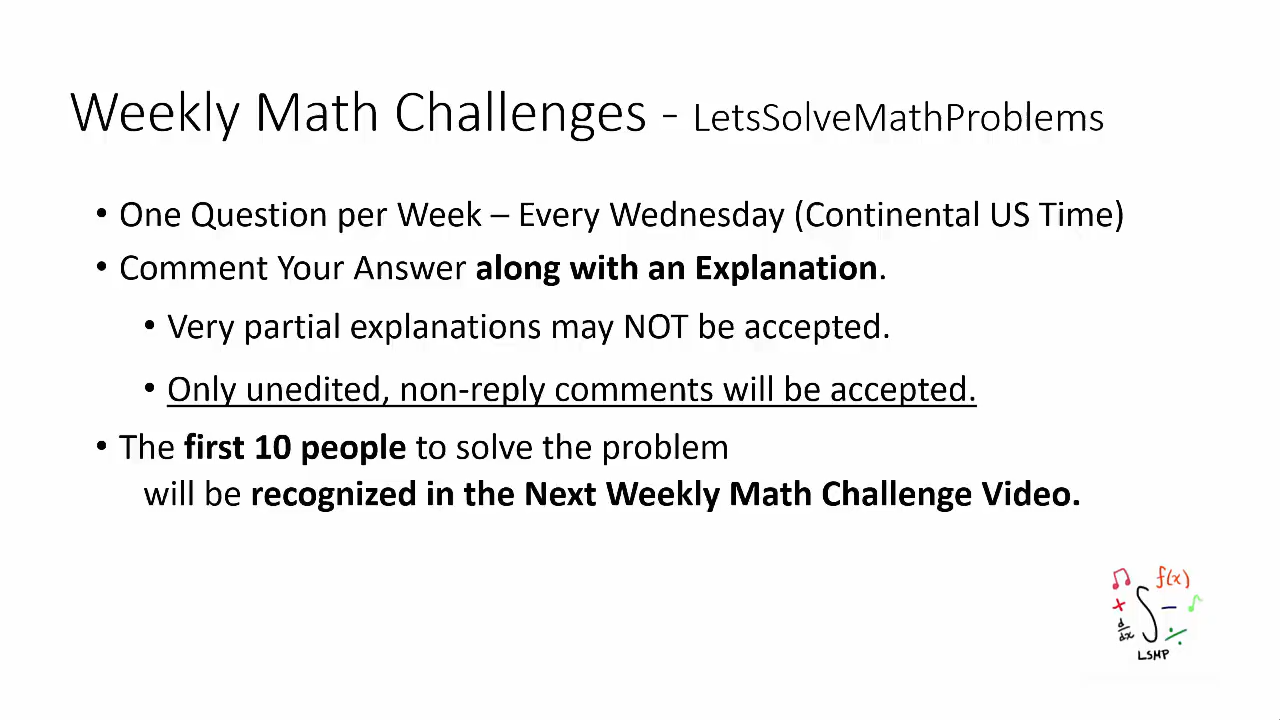 Weekly Math Challenges - LetsSolveMathProblems
• One Question per Week – Every Wednesday (Continental US Time)
• Comment Your Answer along with an Explanation.
• Very partial explanations may NOT be accepted.
• Only unedited, non-reply comments will be accepted.
• The first 10 people to solve the problem
will be recognized in the Next Weekly Math Challenge Video.
f(x)
+ ∫ –
d/dx ÷
LSMP